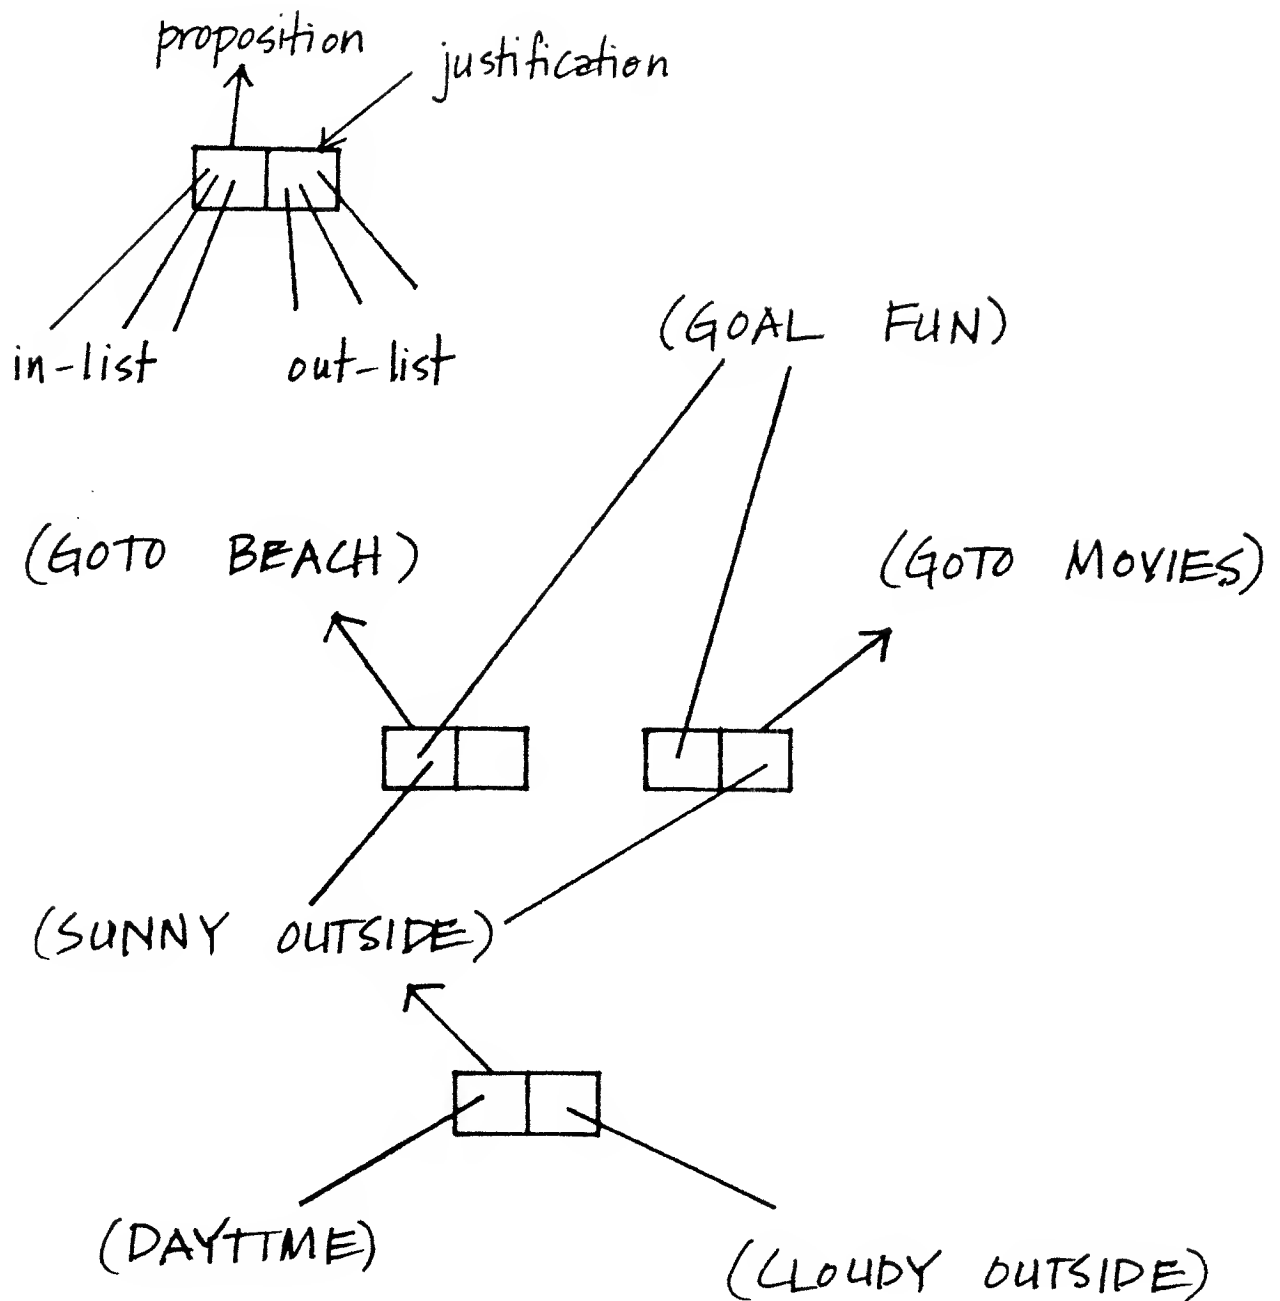 proposition
justification
in-list
out-list
(GOAL FUN)
(GOTO BEACH)
(GOTO MOVIES)
(SUNNY OUTSIDE)
(DAYTIME)
(CLOUDY OUTSIDE)